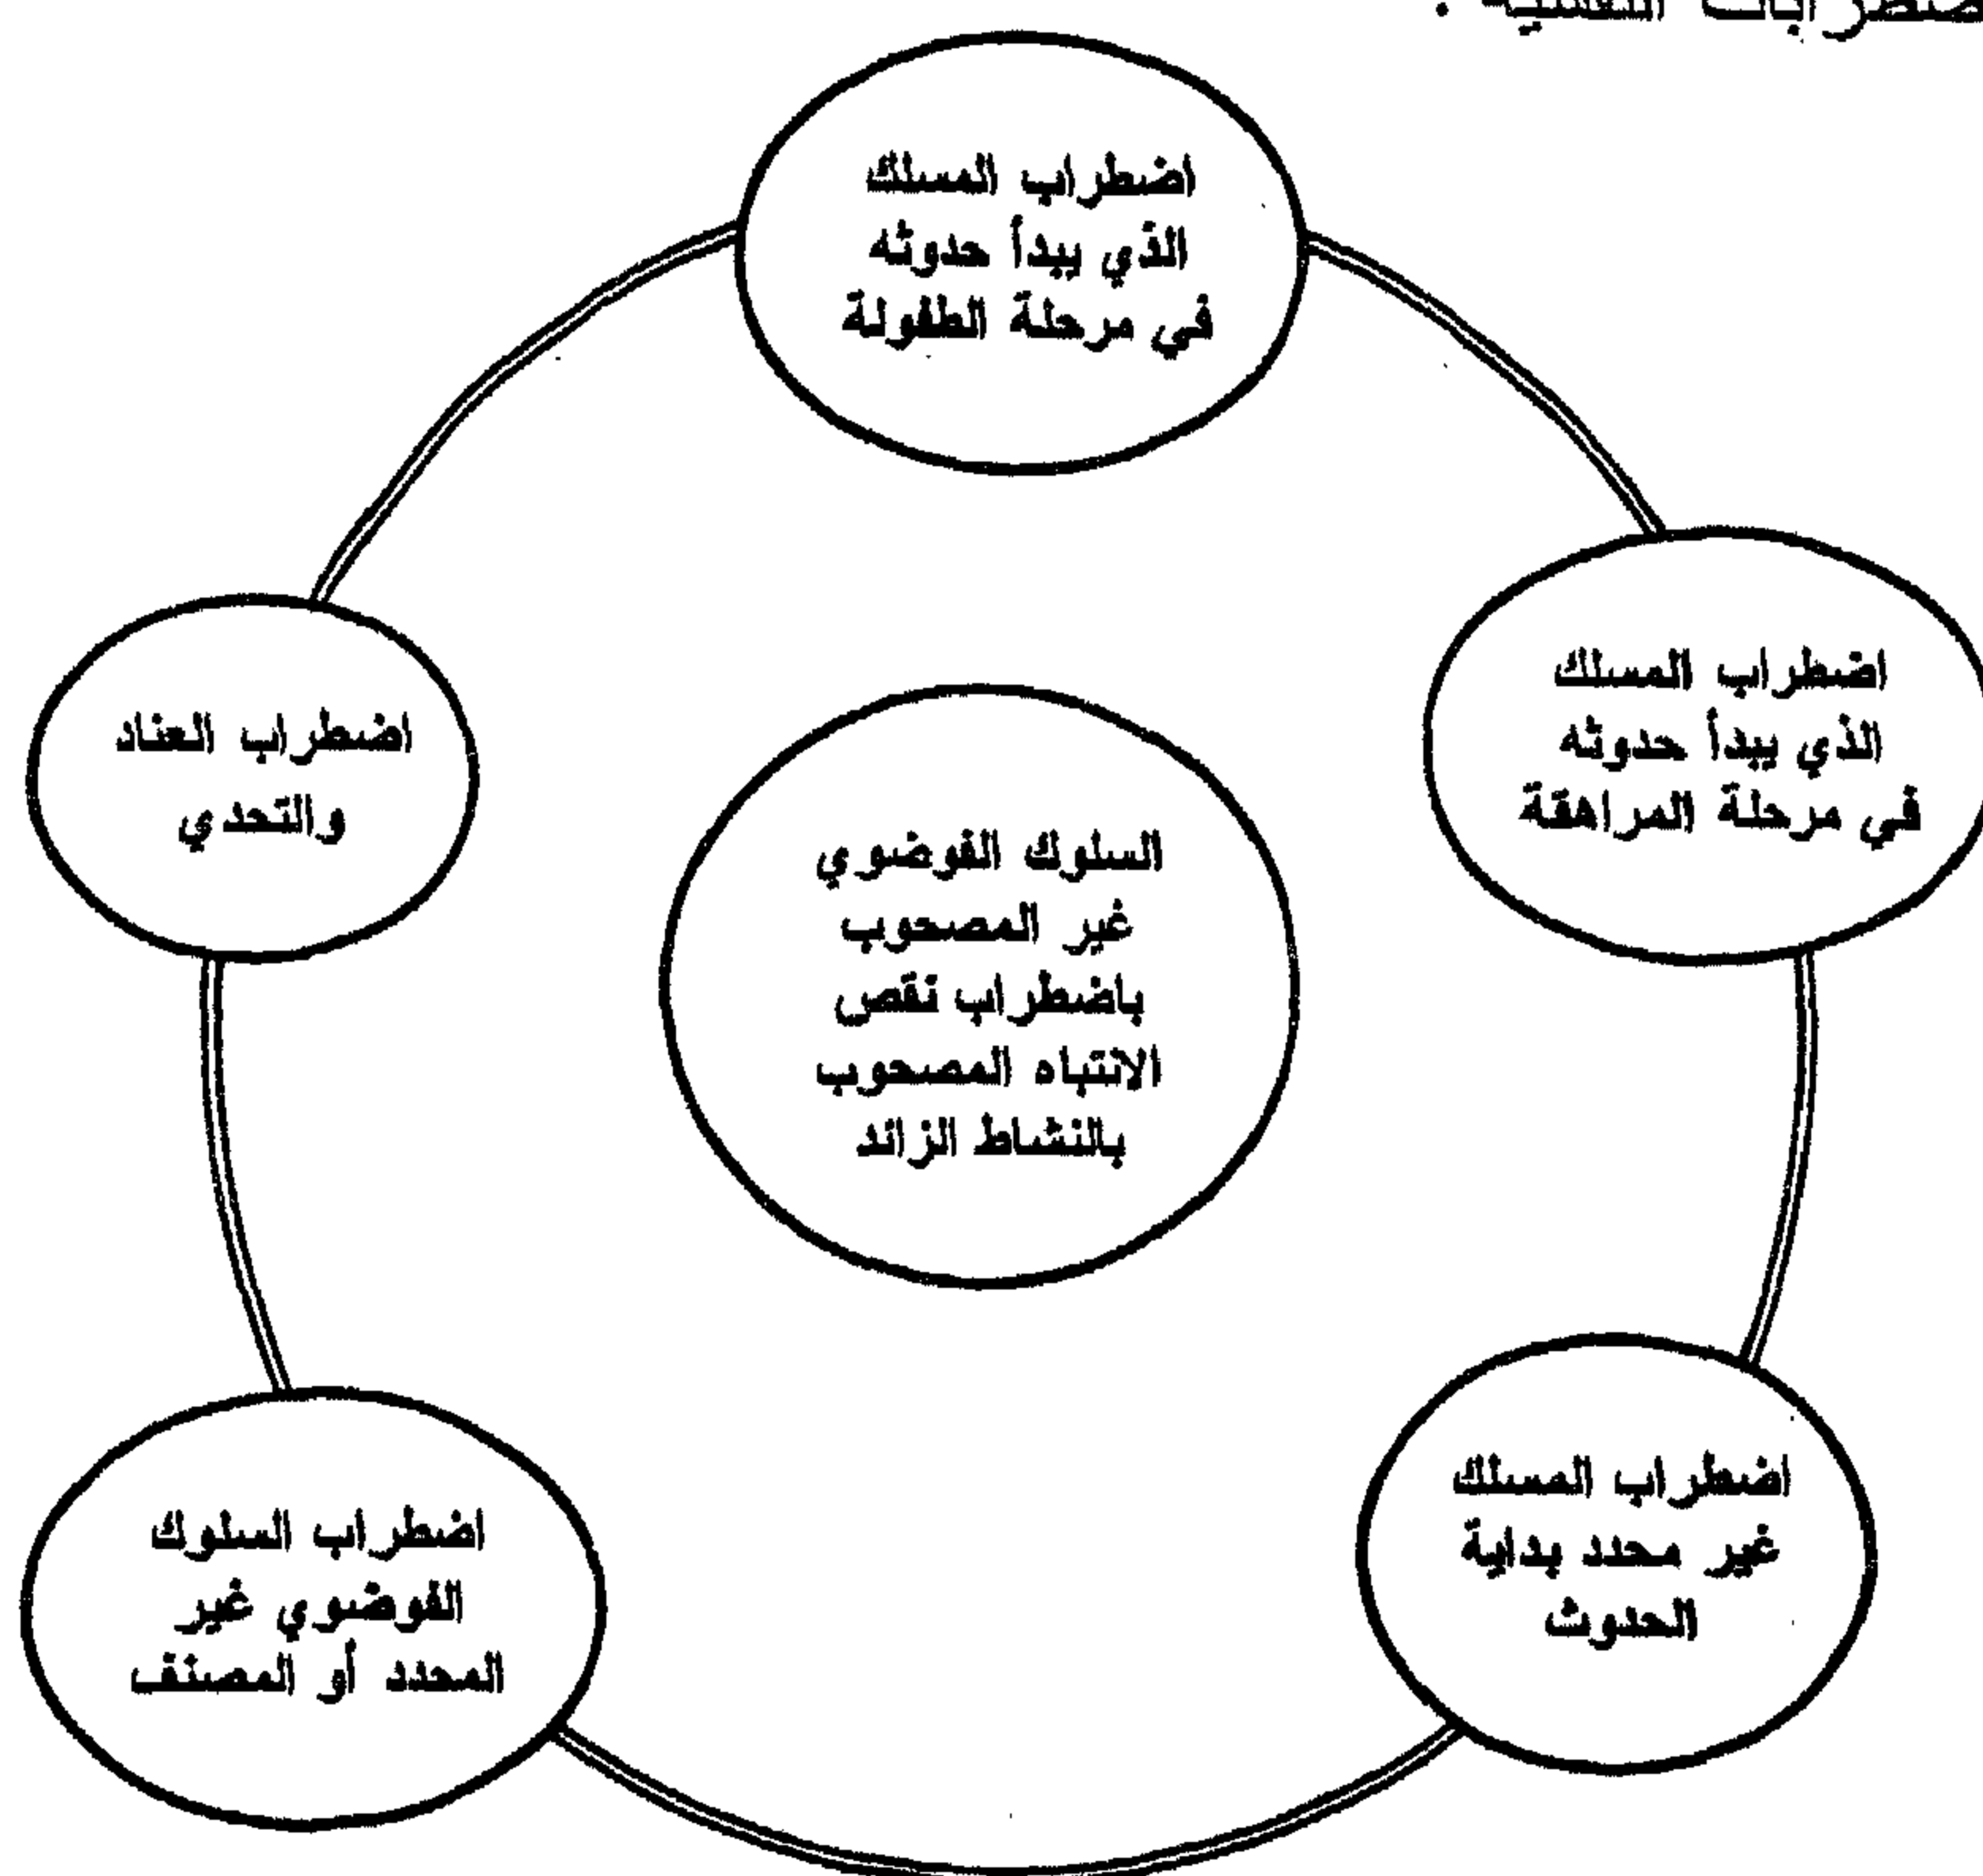 اضطراب المسلك
الذي يبدأ حدوثه
في مرحلة الطفولة
اضطراب المسلك
الذي يبدأ حدوثه
في مرحلة المراهقة
اضطراب العناد
والتحدي
السلوك الفوضوي
غير المصحوب
باضطراب نقص
الانتباه المصحوب
بالنشاط الزائد
اضطراب المسلك
غير محدد بداية
الحدوث
اضطراب السلوك
الفوضوي غير
المحدد أو المصنف